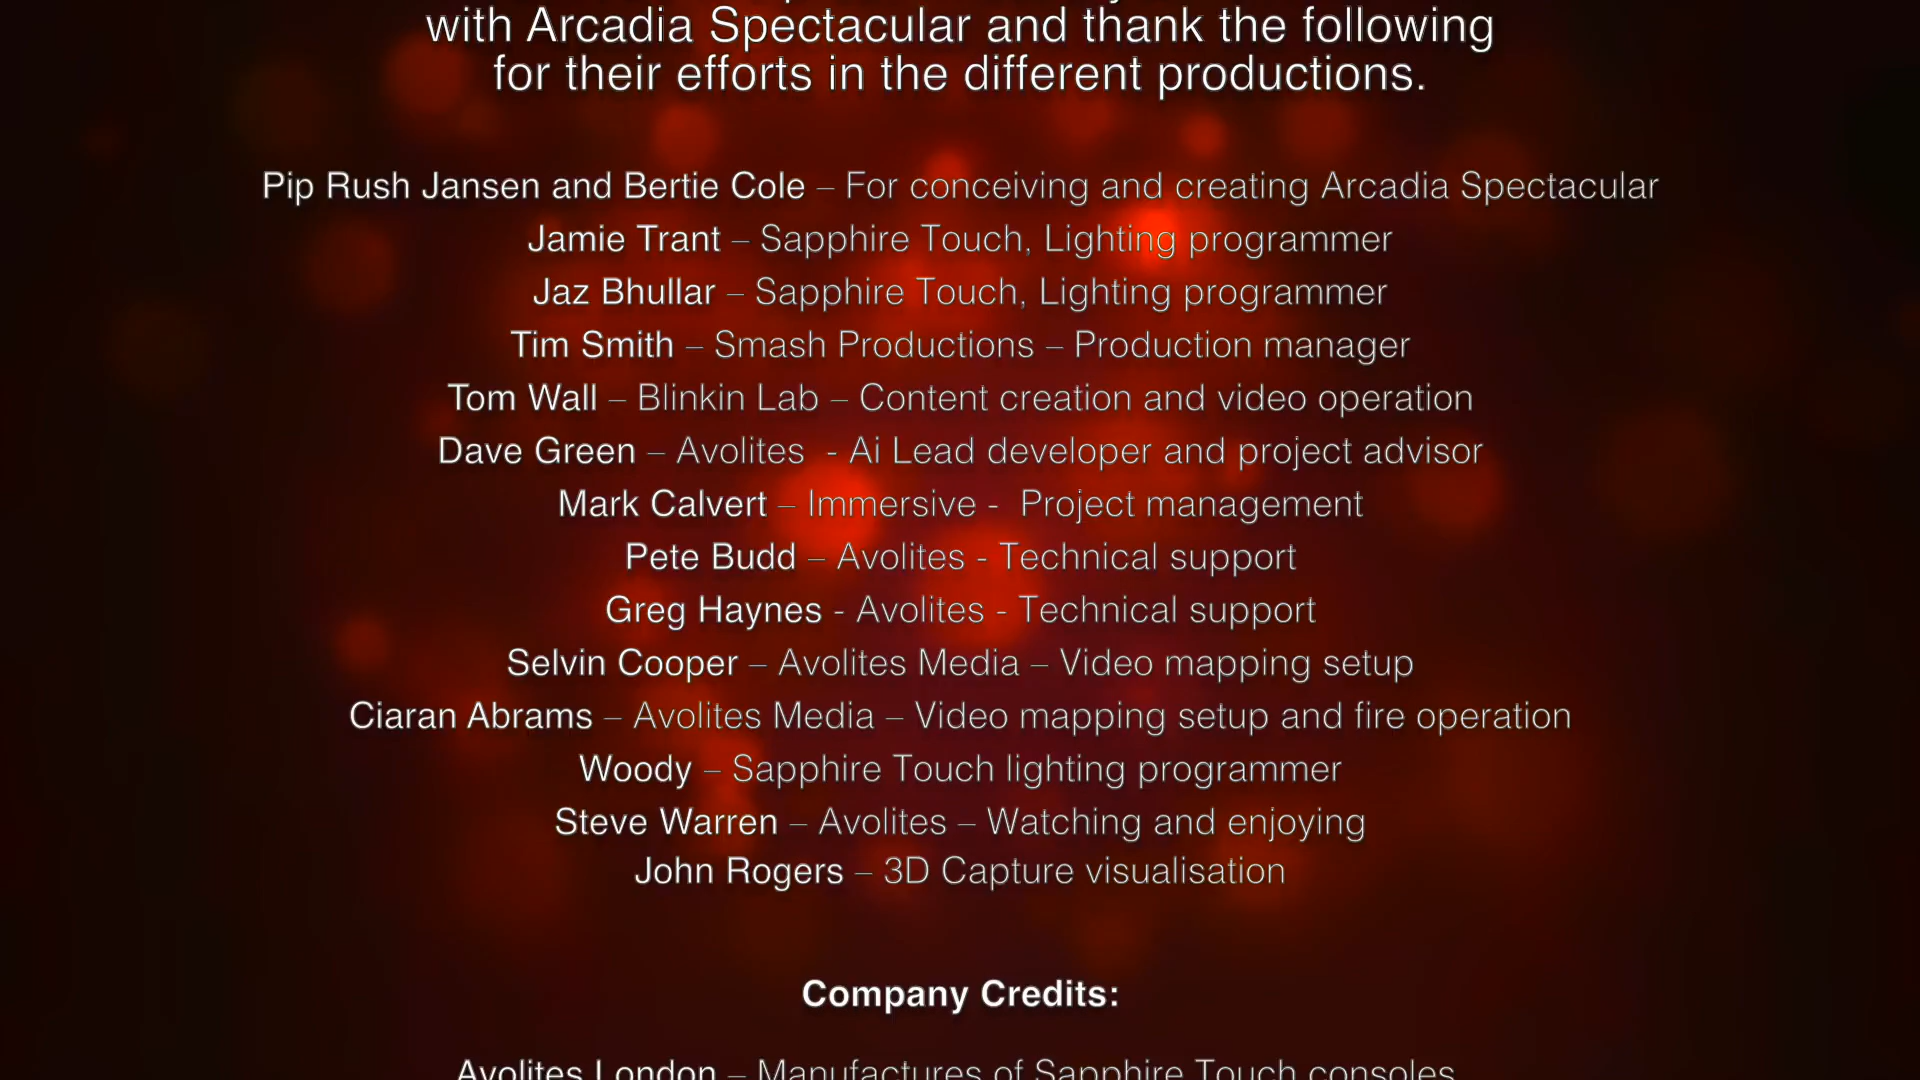 with Arcadia Spectacular and thank the following
for their efforts in the different productions.
Pip Rush Jansen and Bertie Cole – For conceiving and creating Arcadia Spectacular
Jamie Trant – Sapphire Touch, Lighting programmer
Jaz Bhullar – Sapphire Touch, Lighting programmer
Tim Smith – Smash Productions – Production manager
Tom Wall – Blinkin Lab – Content creation and video operation
Dave Green – Avolites  - Ai Lead developer and project advisor
Mark Calvert – Immersive -  Project management
Pete Budd – Avolites - Technical support
Greg Haynes - Avolites - Technical support
Selvin Cooper – Avolites Media – Video mapping setup
Ciaran Abrams – Avolites Media – Video mapping setup and fire operation
Woody – Sapphire Touch lighting programmer
Steve Warren – Avolites – Watching and enjoying
John Rogers – 3D Capture visualisation
Company Credits:
Avolites London – Manufactures of Sapphire Touch consoles